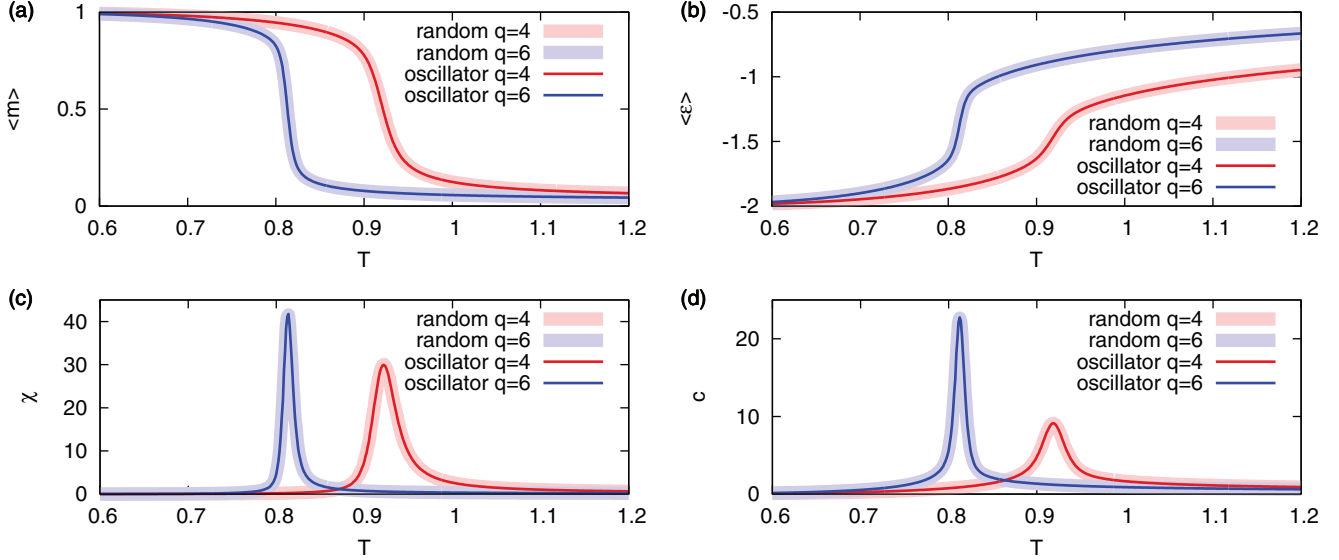 (a)
<m>
1
0.5
0
0.6
0.7
0.8
0.9
1
1.1
1.2
T
random q=4
random q=6
oscillator q=4
oscillator q=6
(b)
<ε>
-0.5
-1
-1.5
-2
0.6
0.7
0.8
0.9
1
1.1
1.2
T
random q=4
random q=6
oscillator q=4
oscillator q=6
(c)
χ
40
30
20
10
0
0.6
0.7
0.8
0.9
1
1.1
1.2
T
random q=4
random q=6
oscillator q=4
oscillator q=6
(d)
c
20
10
0
0.6
0.7
0.8
0.9
1
1.1
1.2
T
random q=4
random q=6
oscillator q=4
oscillator q=6